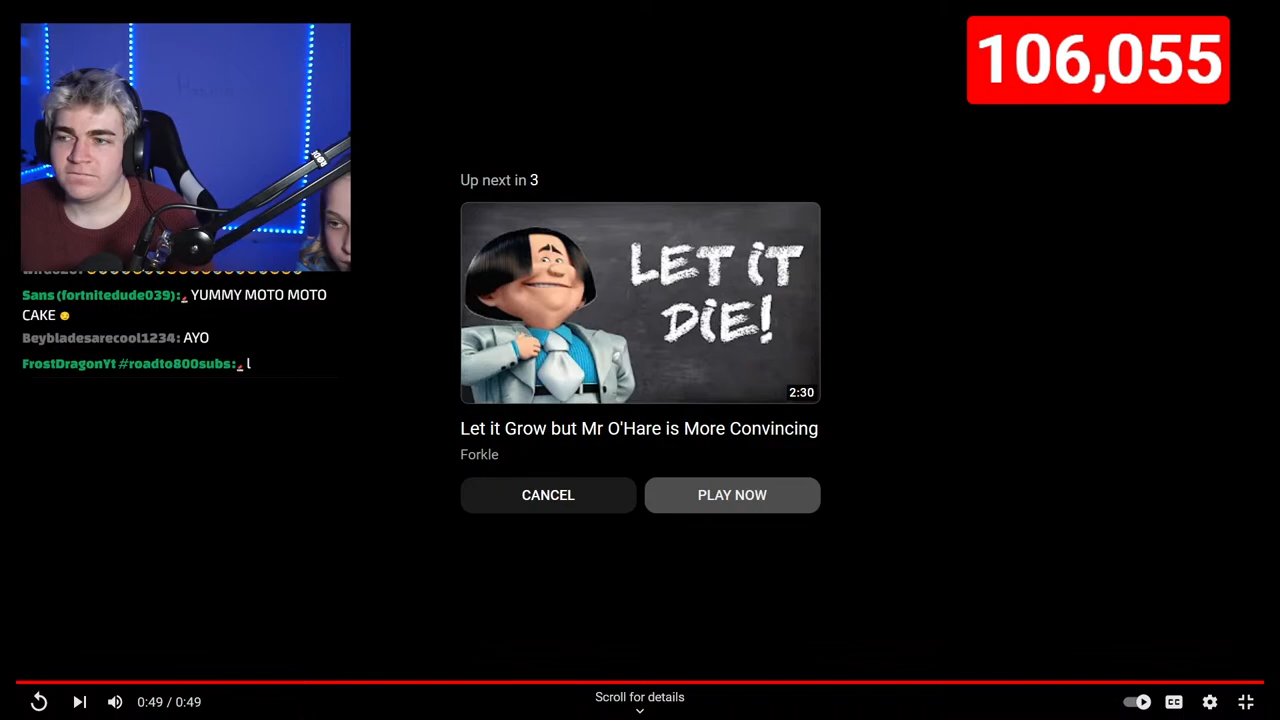 106,055
Up next in 3
LET iT
DiE!
2:30
Let it Grow but Mr O'Hare is More Convincing
Forkle
CANCEL
PLAY NOW
Sans (fortnitedude039): YUMMY MOTO MOTO
CAKE
Beybladesarecool1234: AYO
FrostDragonYt #roadto800subs: l
0:49 / 0:49
Scroll for details
CC